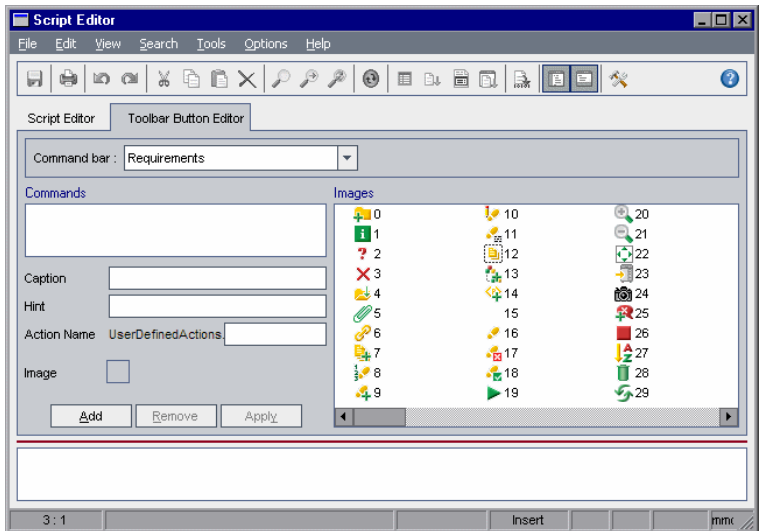 Script Editor
File Edit View Search Tools Options Help
Script Editor Toolbar Button Editor
Command bar : Requirements
Commands Images
0 10 20
1 11 21
2 12 22
3 13 23
4 14 24
5 15 25
6 16 26
7 17 27
8 18 28
9 19 29
Caption
Hint
Action Name UserDefinedActions.
Image
Add Remove Apply
3 : 1 Insert